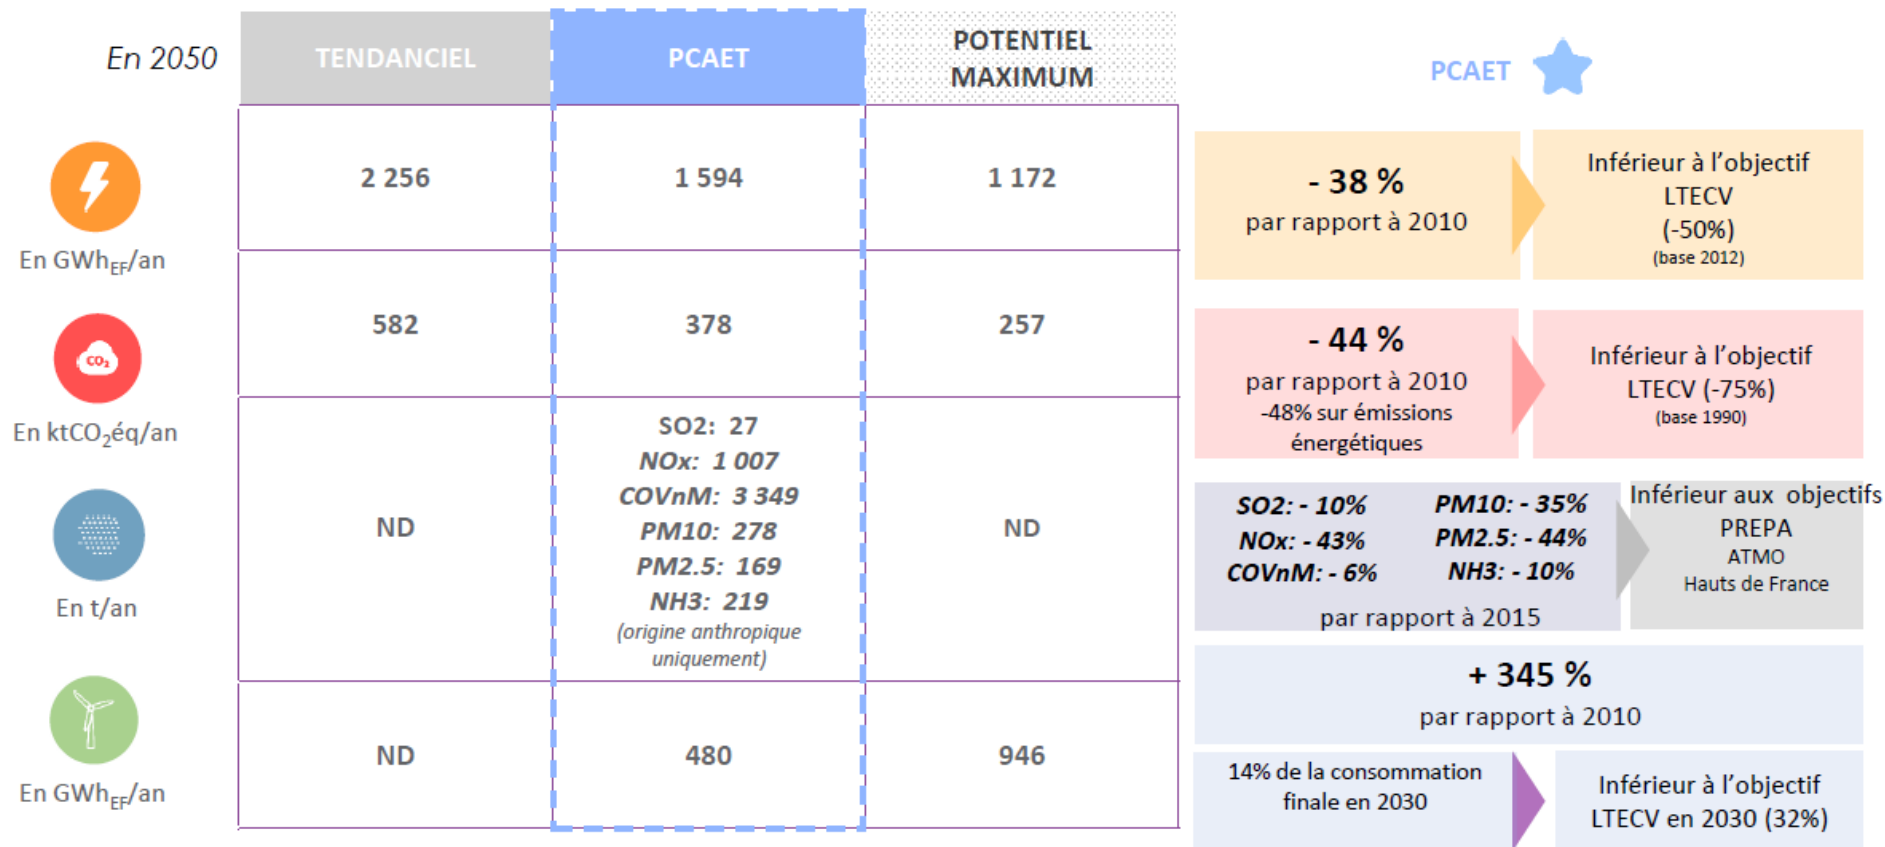 En 2050
TENDANCIEL
PCAET
POTENTIEL
MAXIMUM
PCAET
En GWhEF/an
2 256
1 594
1 172
- 38 %
par rapport à 2010
Inférieur à l'objectif
LTECV
(-50%)
(base 2012)
CO2
En ktCO2éq/an
582
378
257
- 44 %
par rapport à 2010
-48% sur émissions
énergétiques
Inférieur à l'objectif
LTECV (-75%)
(base 1990)
En t/an
ND
SO2: 27
NOx: 1 007
COVnM: 3 349
PM10: 278
PM2.5: 169
NH3: 219
(origine anthropique
uniquement)
ND
SO2: - 10%
NOx: - 43%
COVnM: - 6%
PM10: - 35%
PM2.5: - 44%
NH3: - 10%
par rapport à 2015
Inférieur aux objectifs
PREPA
ATMO
Hauts de France
En GWhEF/an
ND
480
946
+ 345 %
par rapport à 2010
14% de la consommation
finale en 2030
Inférieur à l'objectif
LTECV en 2030 (32%)